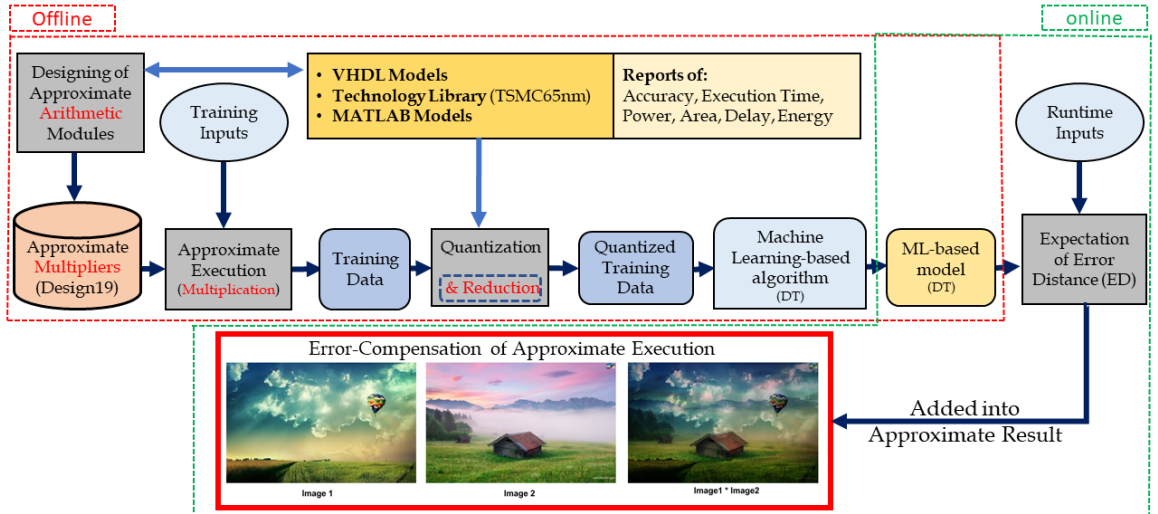 Offline
online
Designing of
Approximate
Arithmetic
Modules
Training
Inputs
• VHDL Models
• Technology Library (TSMC65nm)
• MATLAB Models
Reports of:
Accuracy, Execution Time,
Power, Area, Delay, Energy
Runtime
Inputs
Approximate
Multipliers
(Design19)
Approximate
Execution
(Multiplication)
Training
Data
Quantization
& Reduction
Quantized
Training
Data
Machine
Learning-based
algorithm
(DT)
ML-based
model
(DT)
Expectation
of Error
Distance (ED)
Error-Compensation of Approximate Execution
Image 1
Image 2
Image1 * Image2
Added into
Approximate Result